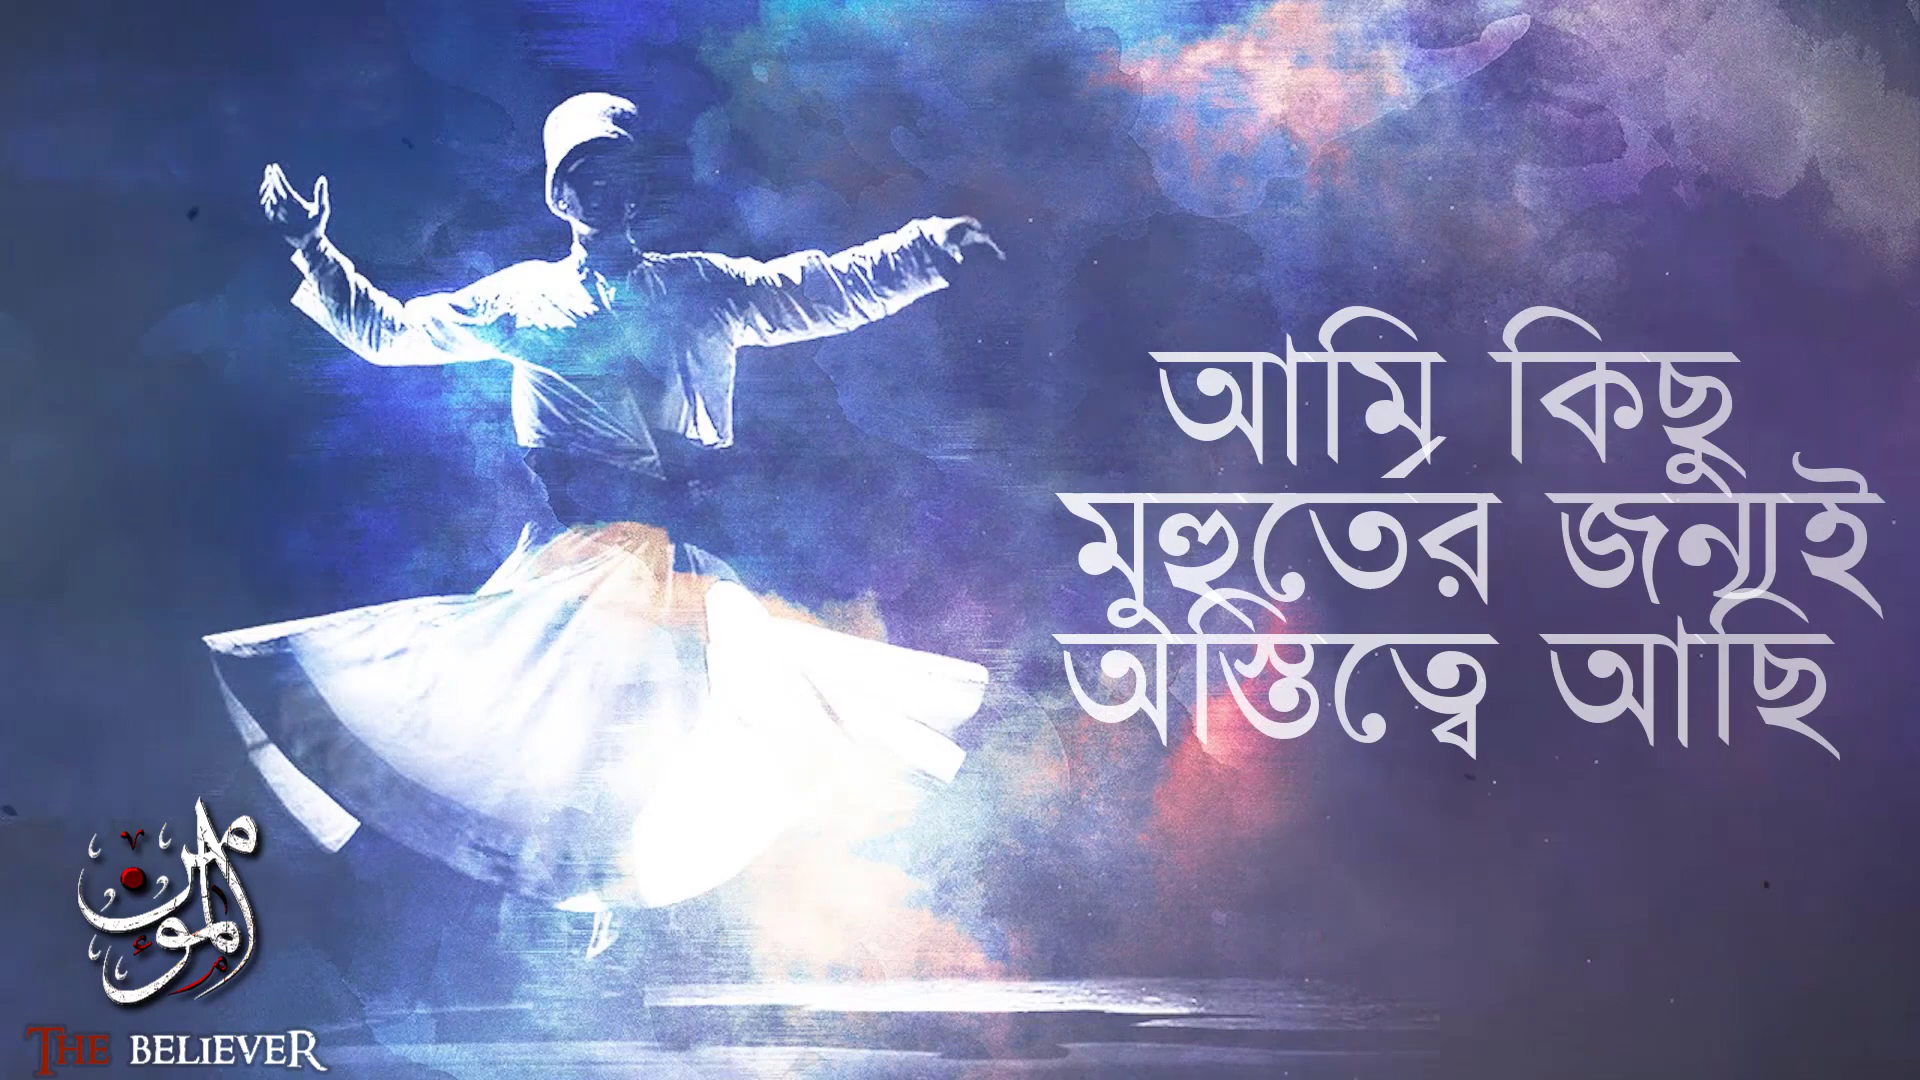 আমি কিছু
মুহুর্তের জন্যই
অস্তিত্বে আছি
المؤمن
THE BELIEVER